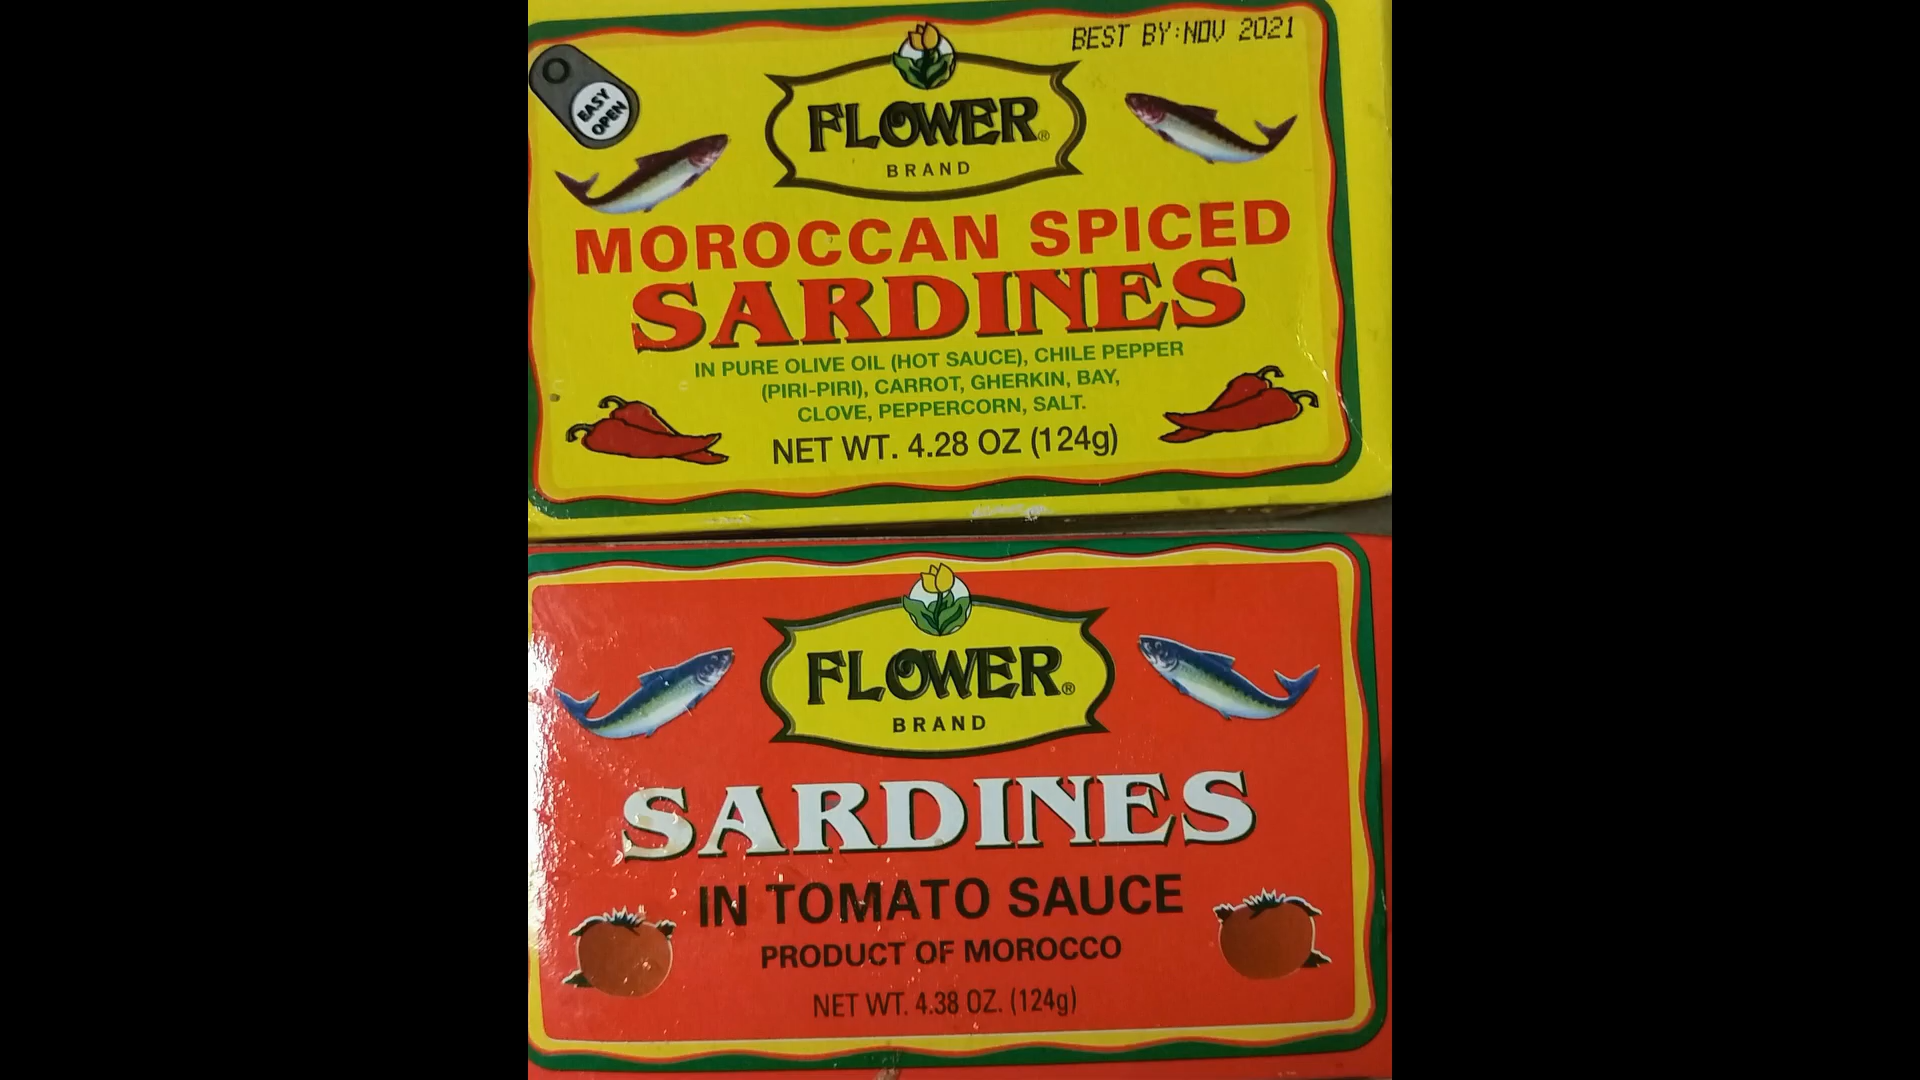 BEST BY:NOV 2021
EASY
OPEN
FLOWER®
BRAND
MOROCCAN SPICED
SARDINES
IN PURE OLIVE OIL (HOT SAUCE), CHILE PEPPER
(PIRI-PIRI), CARROT, GHERKIN, BAY,
CLOVE, PEPPERCORN, SALT.
NET WT. 4.28 OZ (124g)
FLOWER®
BRAND
SARDINES
IN TOMATO SAUCE
PRODUCT OF MOROCCO
NET WT. 4.38 OZ. (124g)